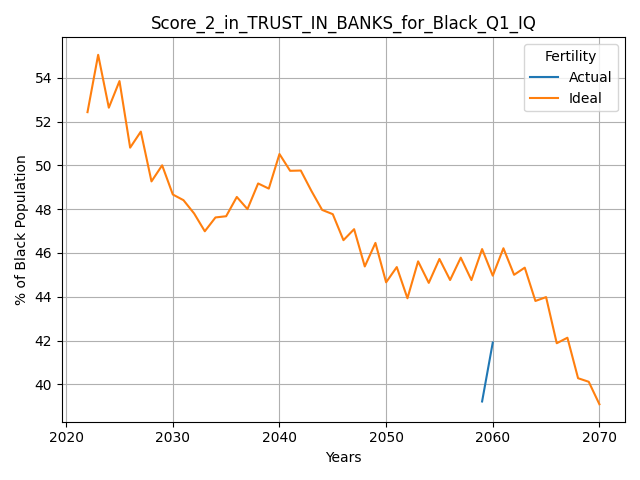 Score_2_in_TRUST_IN_BANKS_for_Black_Q1_IQ
Fertility
Actual
Ideal
% of Black Population
54
52
50
48
46
44
42
40
2020 2030 2040 2050 2060 2070
Years